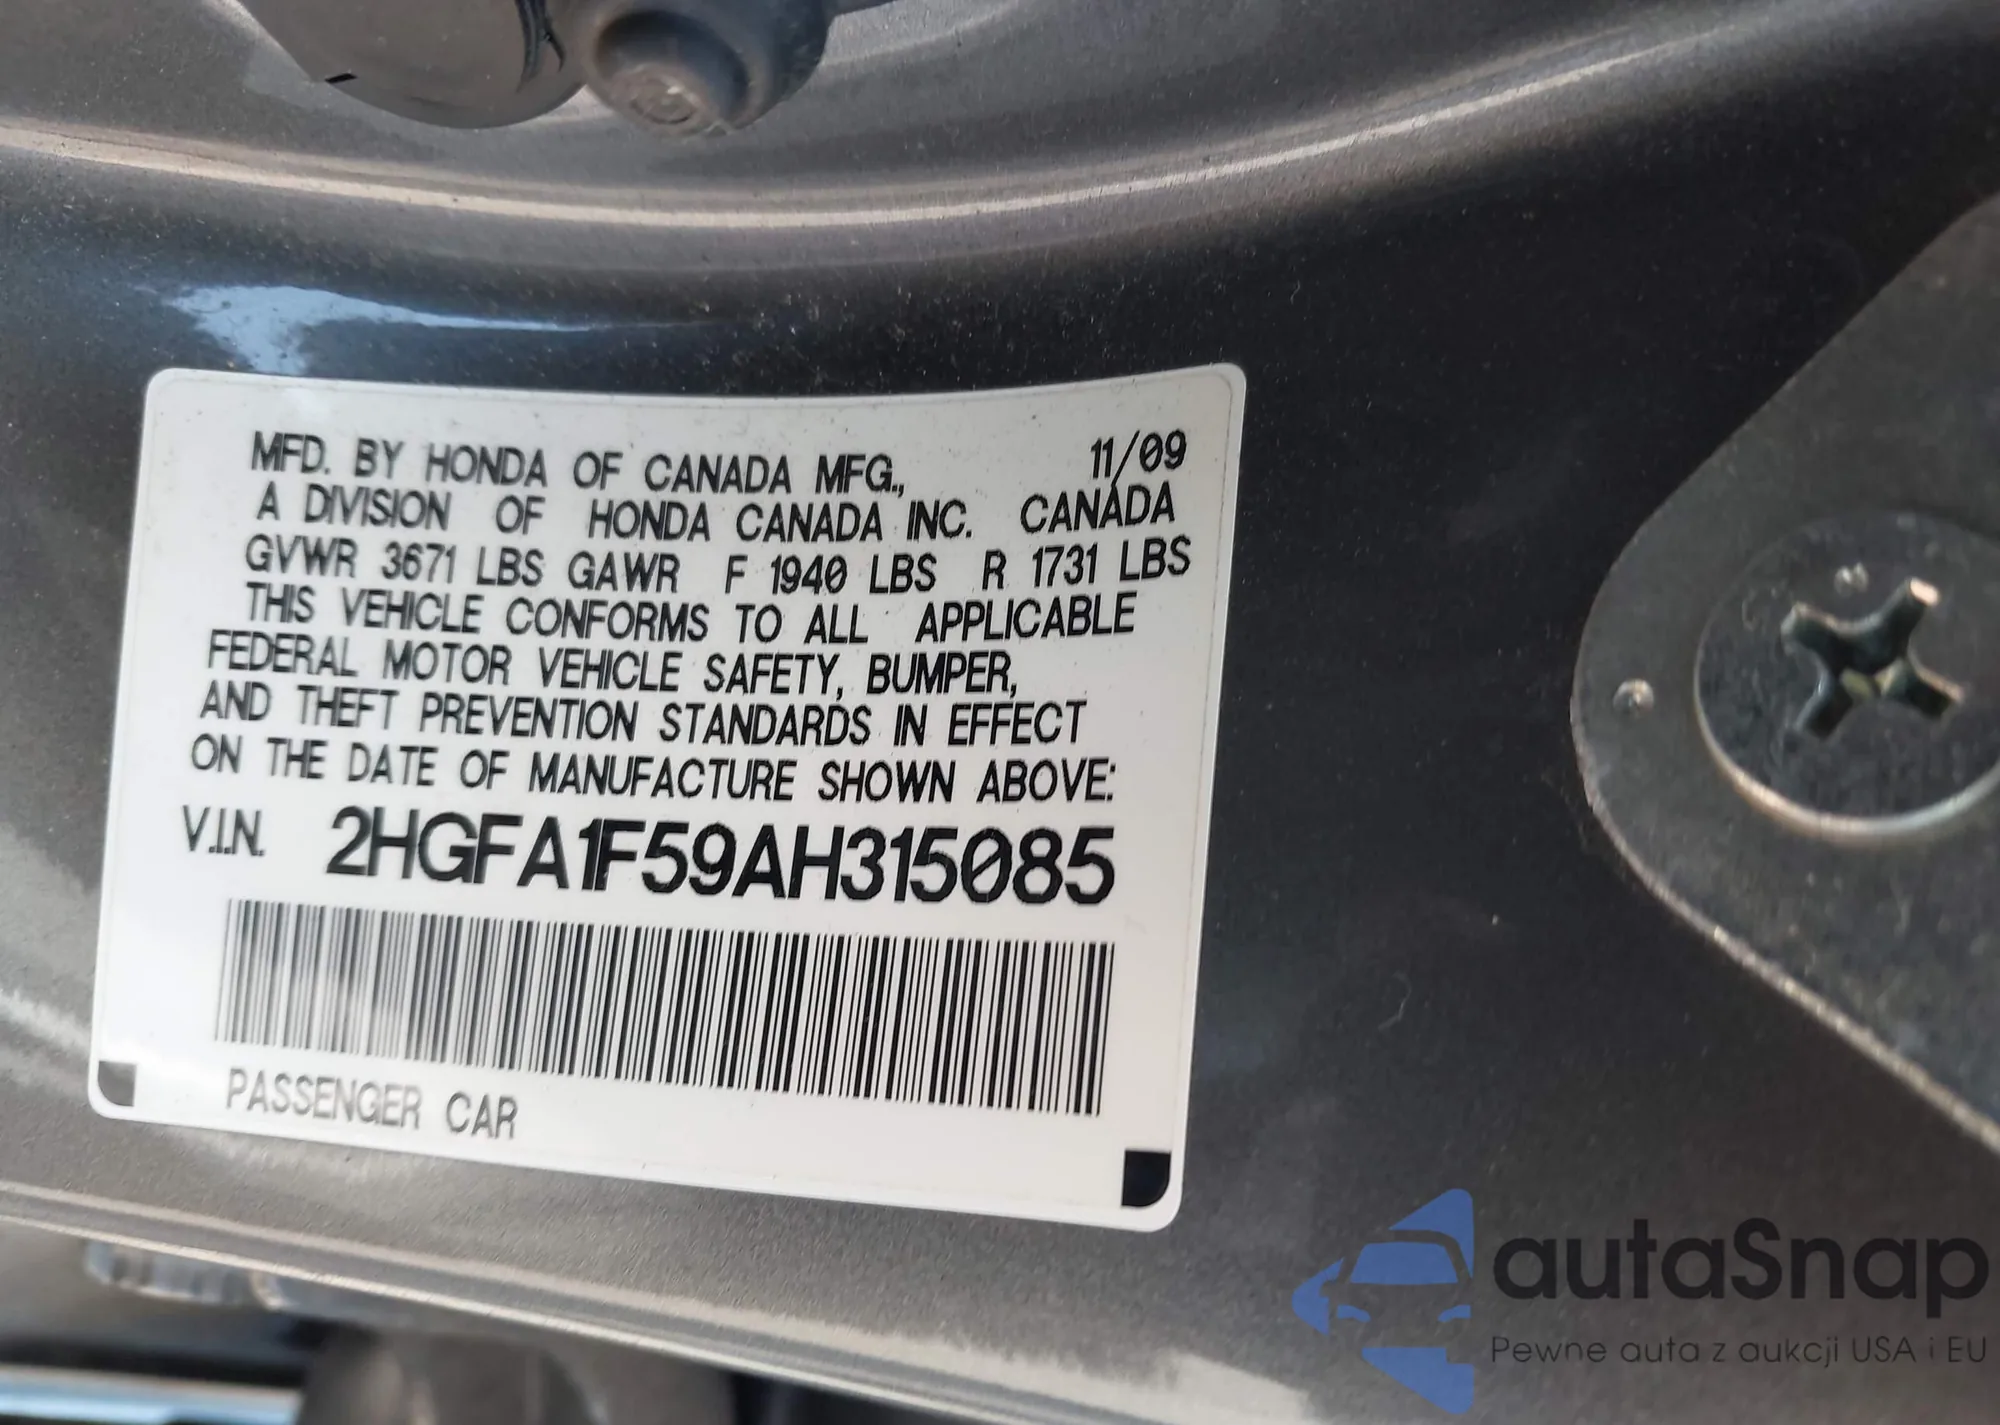 MFD. BY HONDA OF CANADA MFG., 11/09
A DIVISION OF HONDA CANADA INC. CANADA
GVWR 3671 LBS GAWR F 1940 LBS R 1731 LBS
THIS VEHICLE CONFORMS TO ALL APPLICABLE
FEDERAL MOTOR VEHICLE SAFETY, BUMPER,
AND THEFT PREVENTION STANDARDS IN EFFECT
ON THE DATE OF MANUFACTURE SHOWN ABOVE:
V.I.N. 2HGFA1F59AH315085
PASSENGER CAR
autaSnap
Pewne auta z aukcji USA i EU